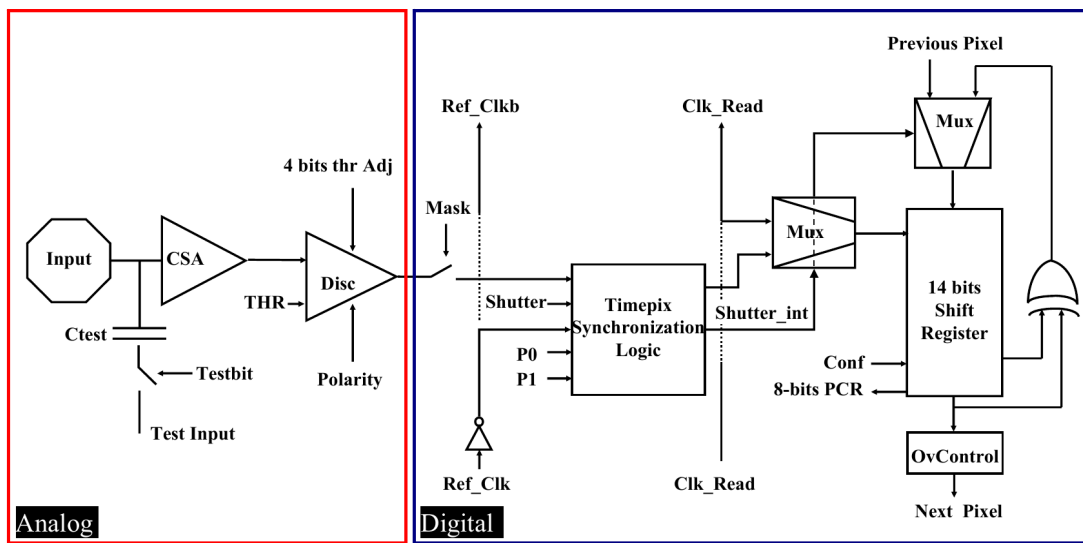 Previous Pixel
Ref_Clkb
Clk_Read
Mux
4 bits thr Adj
Mask
Input
CSA
Disc
Mux
THR
Shutter
Timepix
Synchronization
Logic
Shutter_int
14 bits
Shift
Register
Ctest
P0
P1
Conf
8-bits PCR
Testbit
Polarity
Test Input
OvControl
Ref_Clk
Clk_Read
Next Pixel
Analog
Digital